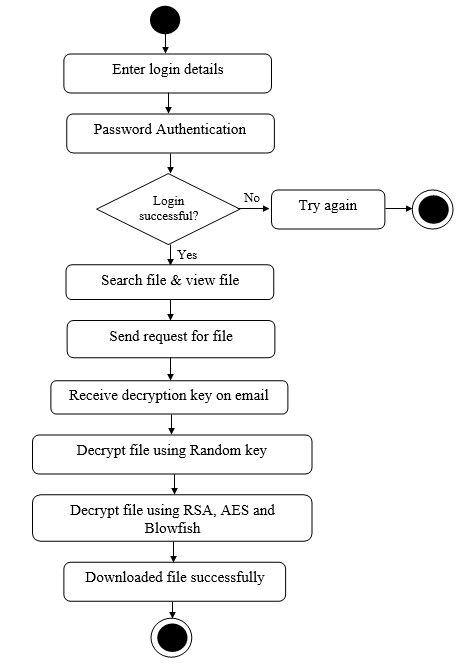 Enter login details
Password Authentication
Login
successful?
No
Try again
Yes
Search file & view file
Send request for file
Receive decryption key on email
Decrypt file using Random key
Decrypt file using RSA, AES and
Blowfish
Downloaded file successfully